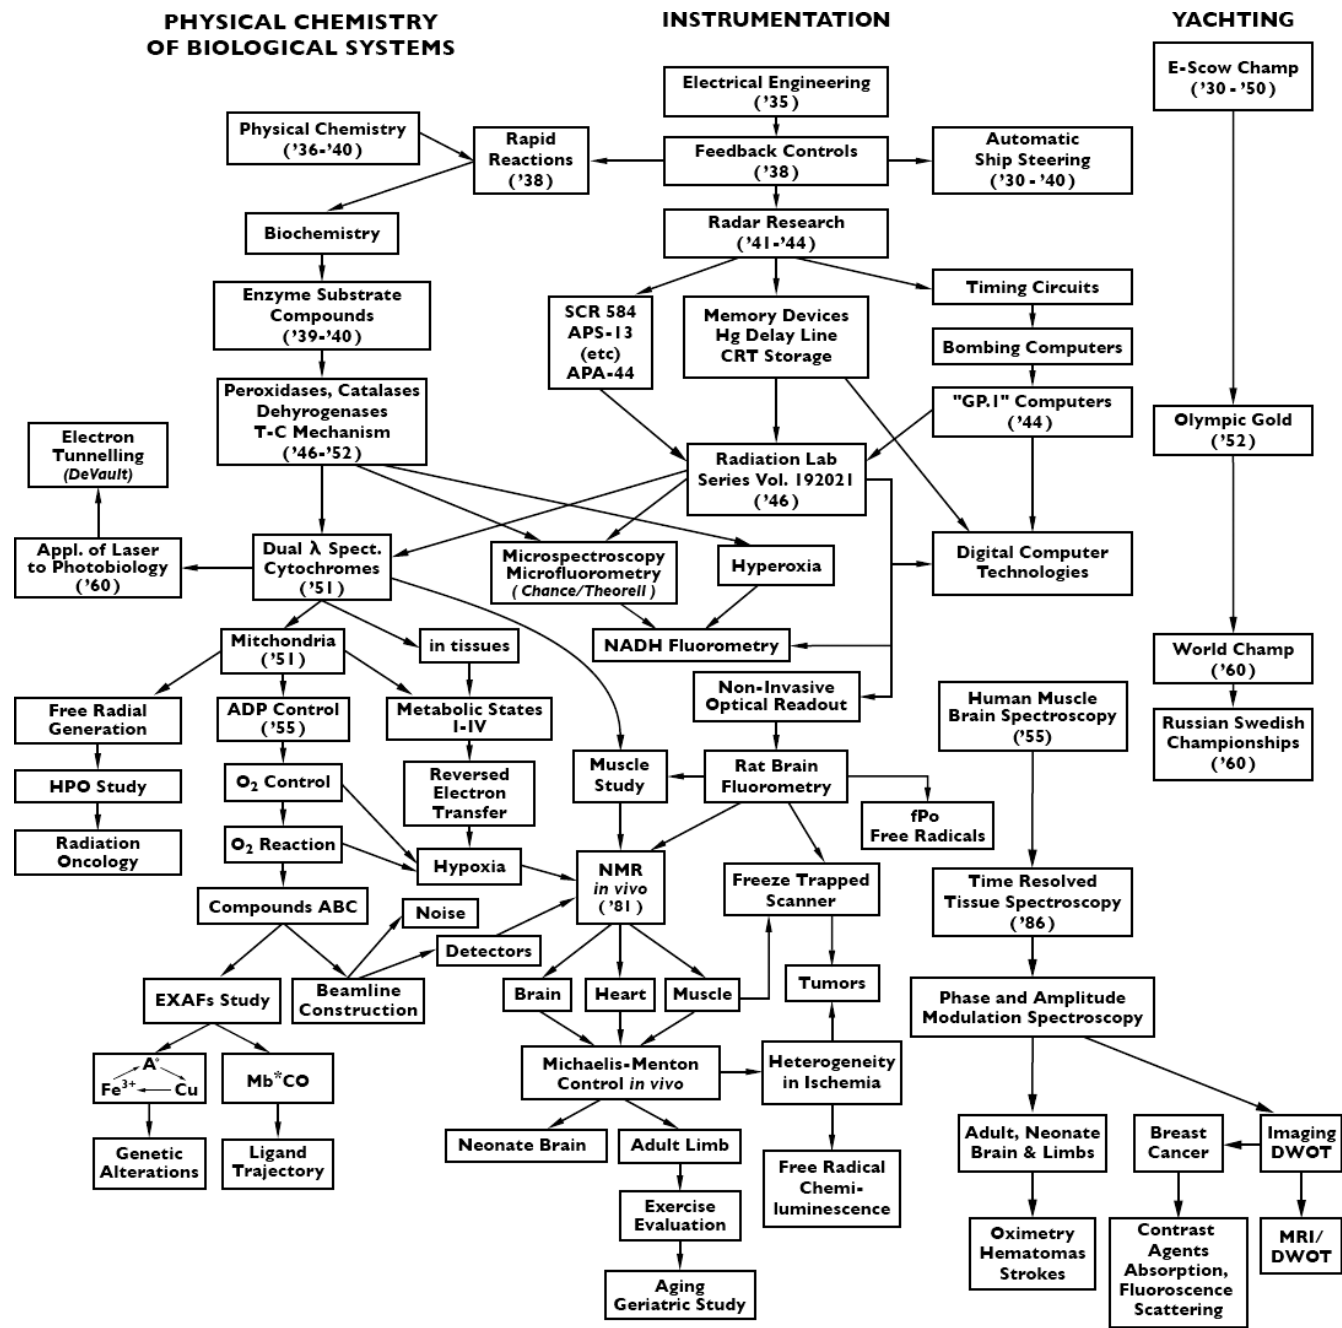 PHYSICAL CHEMISTRY
OF BIOLOGICAL SYSTEMS
INSTRUMENTATION
YACHTING
Electrical Engineering
('35)
E-Scow Champ
('30-'50)
Physical Chemistry
('36-'40)
Rapid
Reactions
('38)
Feedback Controls
('38)
Automatic
Ship Steering
('30-'40)
Biochemistry
Radar Research
('41-'44)
Enzyme Substrate
Compounds
('39-'40)
SCR 584
APS-13
(etc)
APA-44
Memory Devices
Hg Delay Line
CRT Storage
Timing Circuits
Bombing Computers
"GP.1" Computers
('44)
Peroxidases, Catalases
Dehyrogenases
T-C Mechanism
('46-'52)
Olympic Gold
('52)
Electron
Tunnelling
(DeVault)
Radiation Lab
Series Vol. 192021
('46)
Appl. of Laser
to Photobiology
('60)
Dual λ Spect.
Cytochromes
('51)
Microspectroscopy
Microfluorometry
(Chance/Theorell)
Hyperoxia
Digital Computer
Technologies
Mitchondria
('51)
in tissues
NADH Fluorometry
World Champ
('60)
Free Radial
Generation
ADP Control
('55)
Metabolic States
I-IV
Non-Invasive
Optical Readout
Human Muscle
Brain Spectroscopy
('55)
Russian Swedish
Championships
('60)
HPO Study
O₂ Control
Reversed
Electron
Transfer
Muscle
Study
Rat Brain
Fluorometry
fPo
Free Radicals
Radiation
Oncology
O₂ Reaction
Hypoxia
NMR
in vivo
('81)
Freeze Trapped
Scanner
Time Resolved
Tissue Spectroscopy
('86)
Compounds ABC
Noise
Detectors
EXAFs Study
Beamline
Construction
Brain
Heart
Muscle
Tumors
Phase and Amplitude
Modulation Spectroscopy
A°
Fe³⁺
Cu
Mb*CO
Michaelis-Menton
Control in vivo
Heterogeneity
in Ischemia
Genetic
Alterations
Ligand
Trajectory
Neonate Brain
Adult Limb
Free Radical
Chemi-
luminescence
Adult, Neonate
Brain & Limbs
Breast
Cancer
Imaging
DWOT
Exercise
Evaluation
Oximetry
Hematomas
Strokes
Contrast
Agents
Absorption,
Fluoroscence
Scattering
MRI/
DWOT
Aging
Geriatric Study